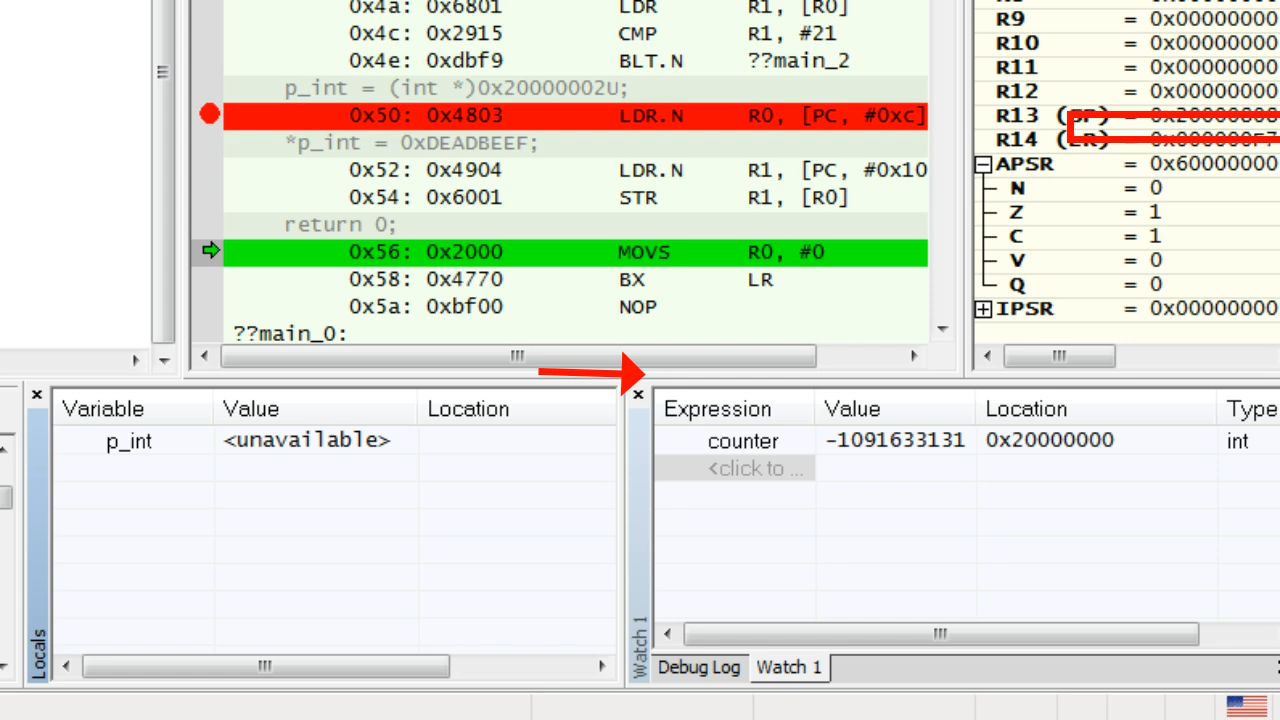 0x4a: 0x6801 LDR R1, [R0]
0x4c: 0x2915 CMP R1, #21
0x4e: 0xdbf9 BLT.N ??main_2
p_int = (int *)0x20000002U;
0x50: 0x4803 LDR.N R0, [PC, #0xc]
*p_int = 0xDEADBEEF;
0x52: 0x4904 LDR.N R1, [PC, #0x10
0x54: 0x6001 STR R1, [R0]
return 0;
0x56: 0x2000 MOVS R0, #0
0x58: 0x4770 BX LR
0x5a: 0xbf00 NOP
??main_0:
R9 = 0x00000000
R10 = 0x00000000
R11 = 0x00000000
R12 = 0x00000000
R13 (SP) =
R14 (LR) =
APSR = 0x60000000
N = 0
Z = 1
C = 1
V = 0
Q = 0
IPSR = 0x00000000
Variable Value Location
p_int <unavailable>
Locals
Expression Value Location Type
counter -1091633131 0x20000000 int
<click to ...
Watch 1
Debug Log Watch 1